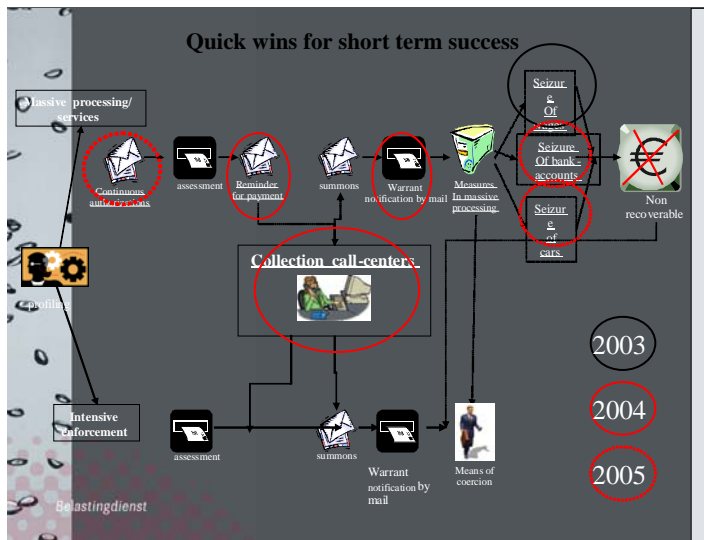 Quick wins for short term success
Massive processing/
services
Continuous
authorizations
assessment
Reminder
for payment
summons
Warrant
notification by mail
Measures
In massive
processing
Seizur
e
Of
wages
Seizure
Of bank-
accounts
Seizur
e
of
cars
Non
recoverable
profiling
Collection call-centers
2003
2004
2005
Intensive
enforcement
assessment
summons
Warrant
notification by
mail
Means of
coercion
Belastingdienst